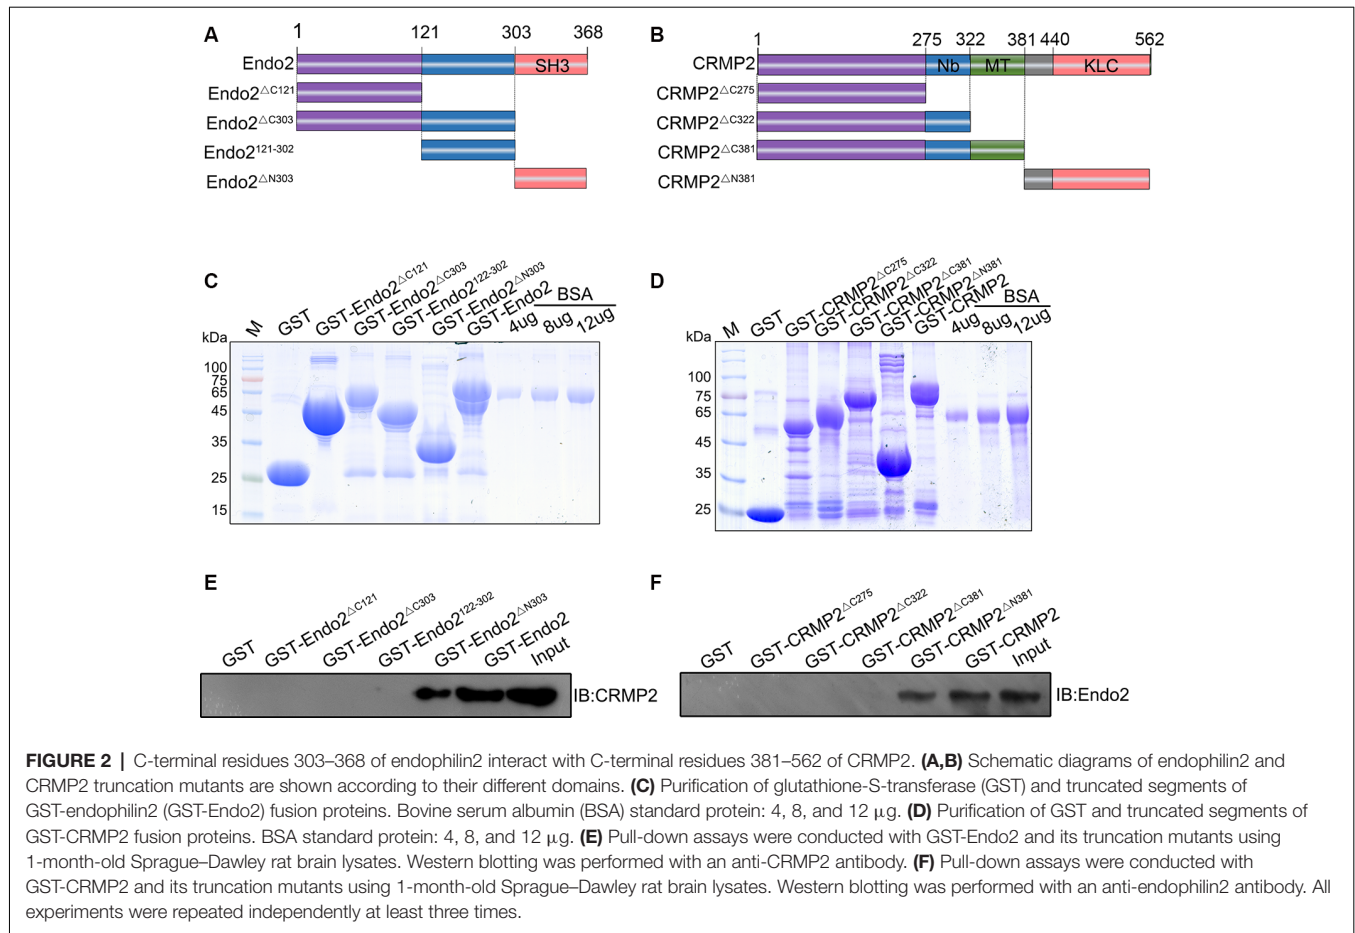 A
1 121 303 368
Endo2 SH3
Endo2△C121
Endo2△C303
Endo2121-302
Endo2△N303
B
1 275 322 381 440 562
CRMP2 Nb MT KLC
CRMP2△C275
CRMP2△C322
CRMP2△C381
CRMP2△N381
C
kDa
M
GST
GST-Endo2△C121
GST-Endo2△C303
GST-Endo2122-302
GST-Endo2△N303
GST-Endo2
BSA
4ug 8ug 12ug
100
75
65
45
35
25
15
D
kDa
M
GST
GST-CRMP2△C275
GST-CRMP2△C322
GST-CRMP2△C381
GST-CRMP2△N381
GST-CRMP2
BSA
4ug 8ug 12ug
100
75
65
45
35
25
E
GST
GST-Endo2△C121
GST-Endo2△C303
GST-Endo2122-302
GST-Endo2△N303
GST-Endo2
Input
IB:CRMP2
F
GST
GST-CRMP2△C275
GST-CRMP2△C322
GST-CRMP2△C381
GST-CRMP2△N381
GST-CRMP2
Input
IB:Endo2
FIGURE 2 | C-terminal residues 303–368 of endophilin2 interact with C-terminal residues 381–562 of CRMP2. (A,B) Schematic diagrams of endophilin2 and
CRMP2 truncation mutants are shown according to their different domains. (C) Purification of glutathione-S-transferase (GST) and truncated segments of
GST-endophilin2 (GST-Endo2) fusion proteins. Bovine serum albumin (BSA) standard protein: 4, 8, and 12 μg. (D) Purification of GST and truncated segments of
GST-CRMP2 fusion proteins. BSA standard protein: 4, 8, and 12 μg. (E) Pull-down assays were conducted with GST-Endo2 and its truncation mutants using
1-month-old Sprague–Dawley rat brain lysates. Western blotting was performed with an anti-CRMP2 antibody. (F) Pull-down assays were conducted with
GST-CRMP2 and its truncation mutants using 1-month-old Sprague–Dawley rat brain lysates. Western blotting was performed with an anti-endophilin2 antibody. All
experiments were repeated independently at least three times.